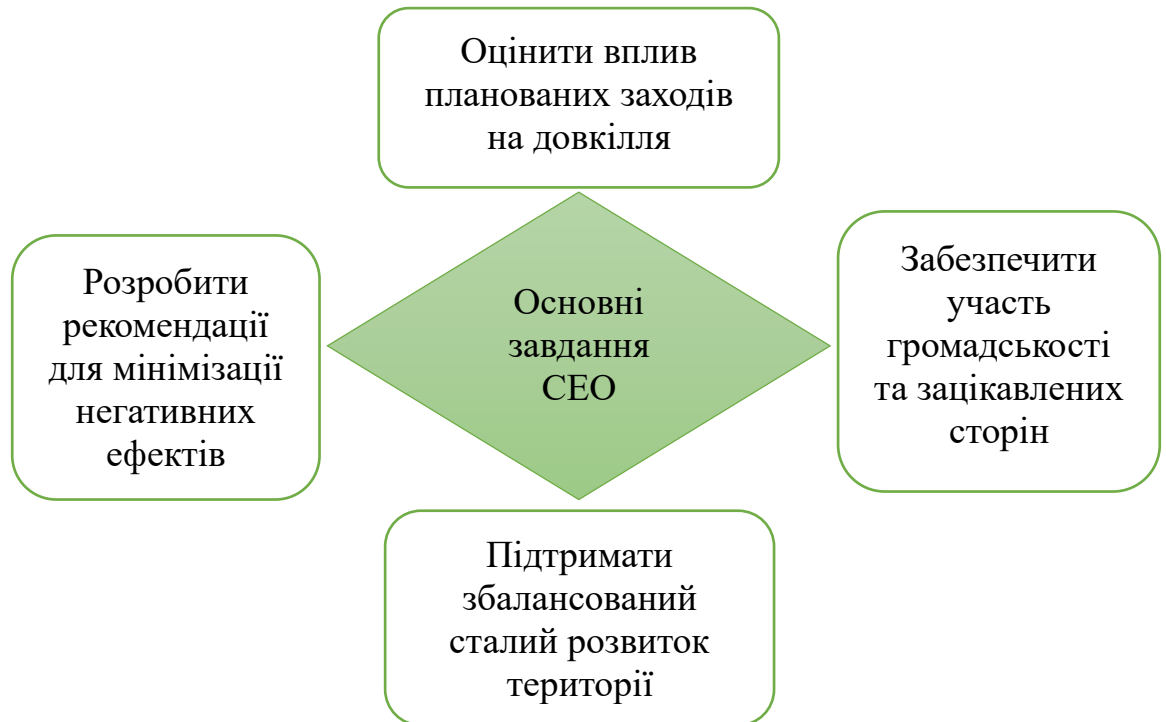 Оцінити вплив
планованих заходів
на довкілля
Розробити
рекомендації
для мінімізації
негативних
ефектів
Основні
завдання
СЕО
Забезпечити
участь
громадськості
та зацікавлених
сторін
Підтримати
збалансований
сталий розвиток
території